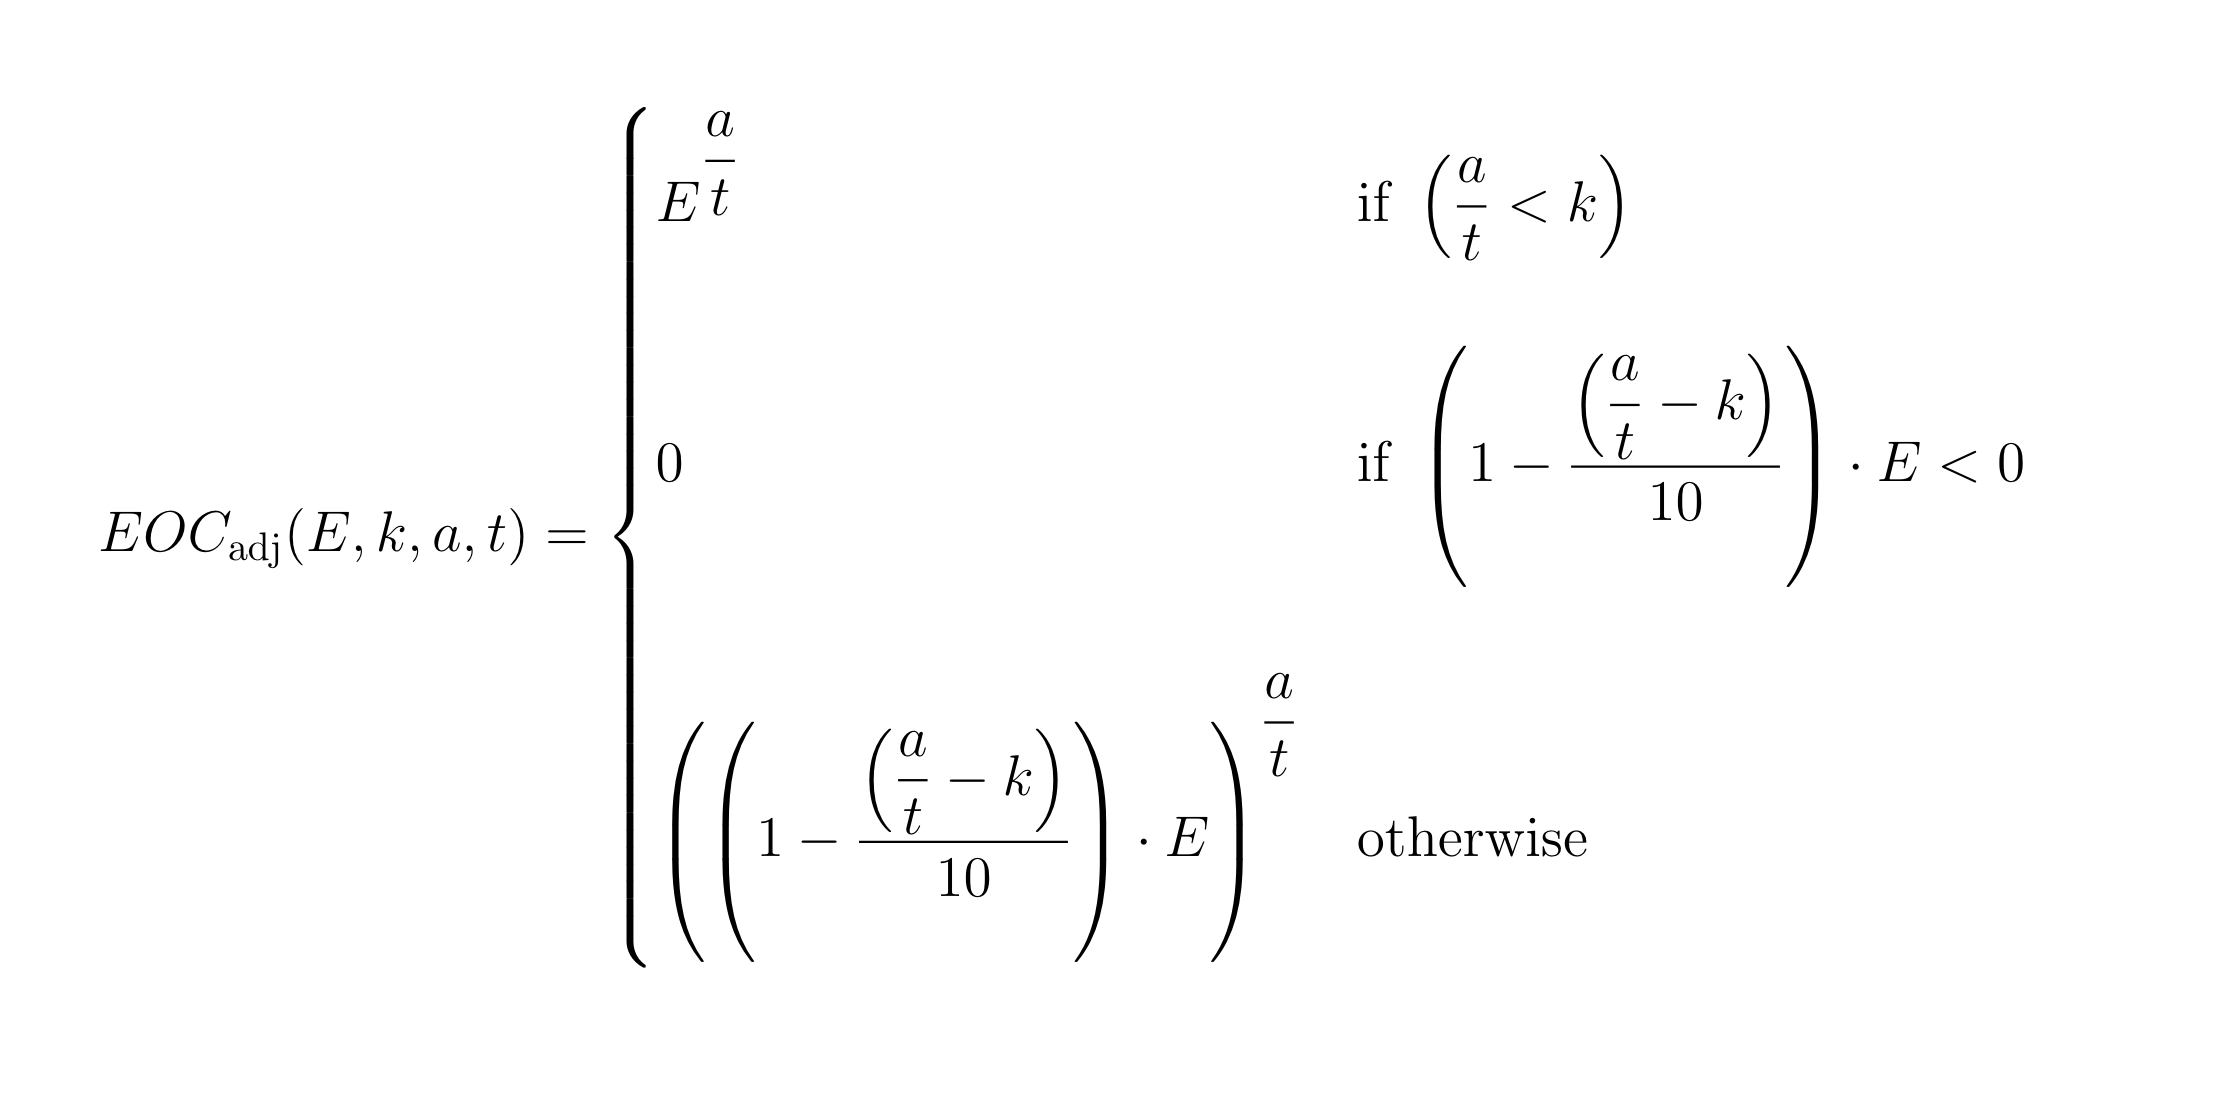 EOC_adj(E, k, a, t) = {
E^(a/t) if (a/t < k)
0 if (1 − (a/t − k)/10) · E < 0
((1 − (a/t − k)/10) · E)^(a/t) otherwise